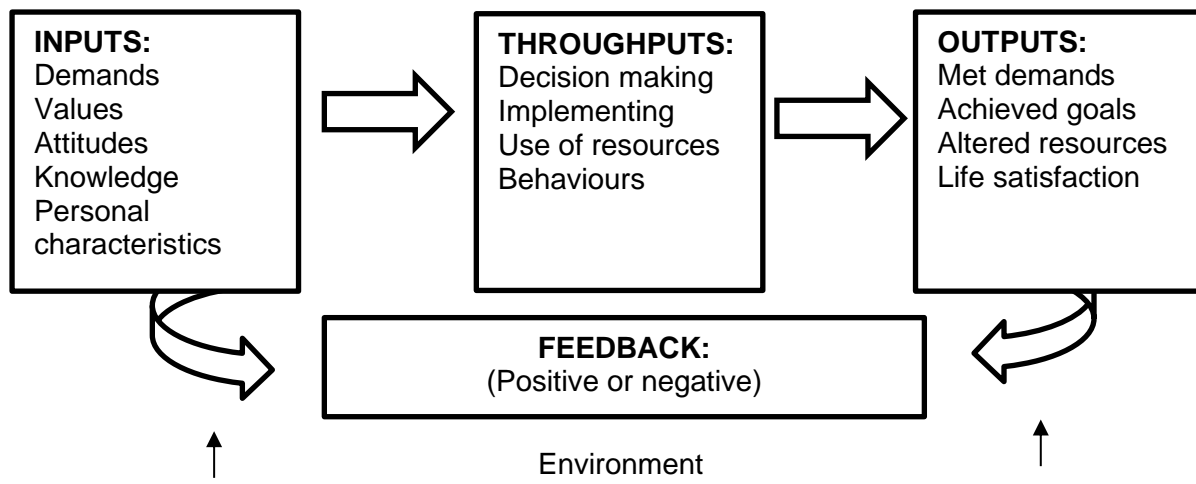 INPUTS:
Demands
Values
Attitudes
Knowledge
Personal
characteristics
THROUGHPUTS:
Decision making
Implementing
Use of resources
Behaviours
OUTPUTS:
Met demands
Achieved goals
Altered resources
Life satisfaction
FEEDBACK:
(Positive or negative)
Environment